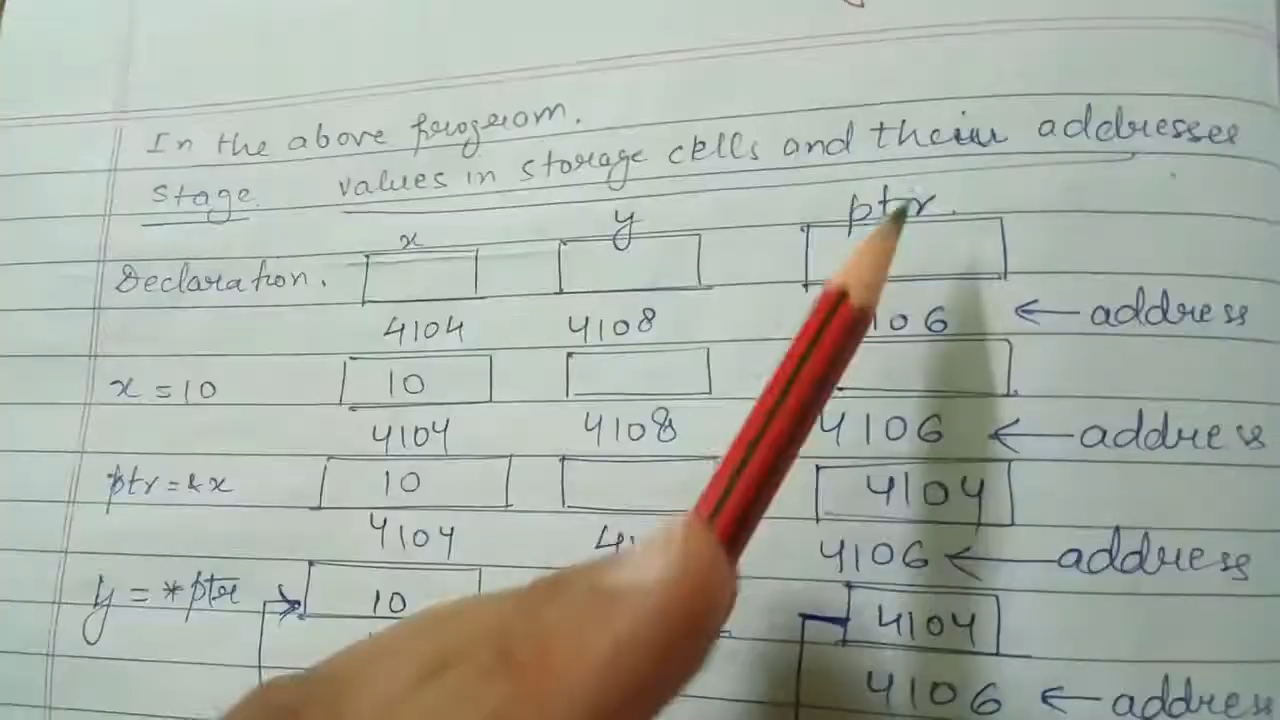 In the above program.
Stage. values in storage cells and their addresses
x y ptr.
Declaration.
4104 4108 106 ← address
x = 10 10
4104 4108 4106 ← address
ptr = &x 10 4104
4104 4106 ← address
y = *ptr 10 4104
4106 ← address